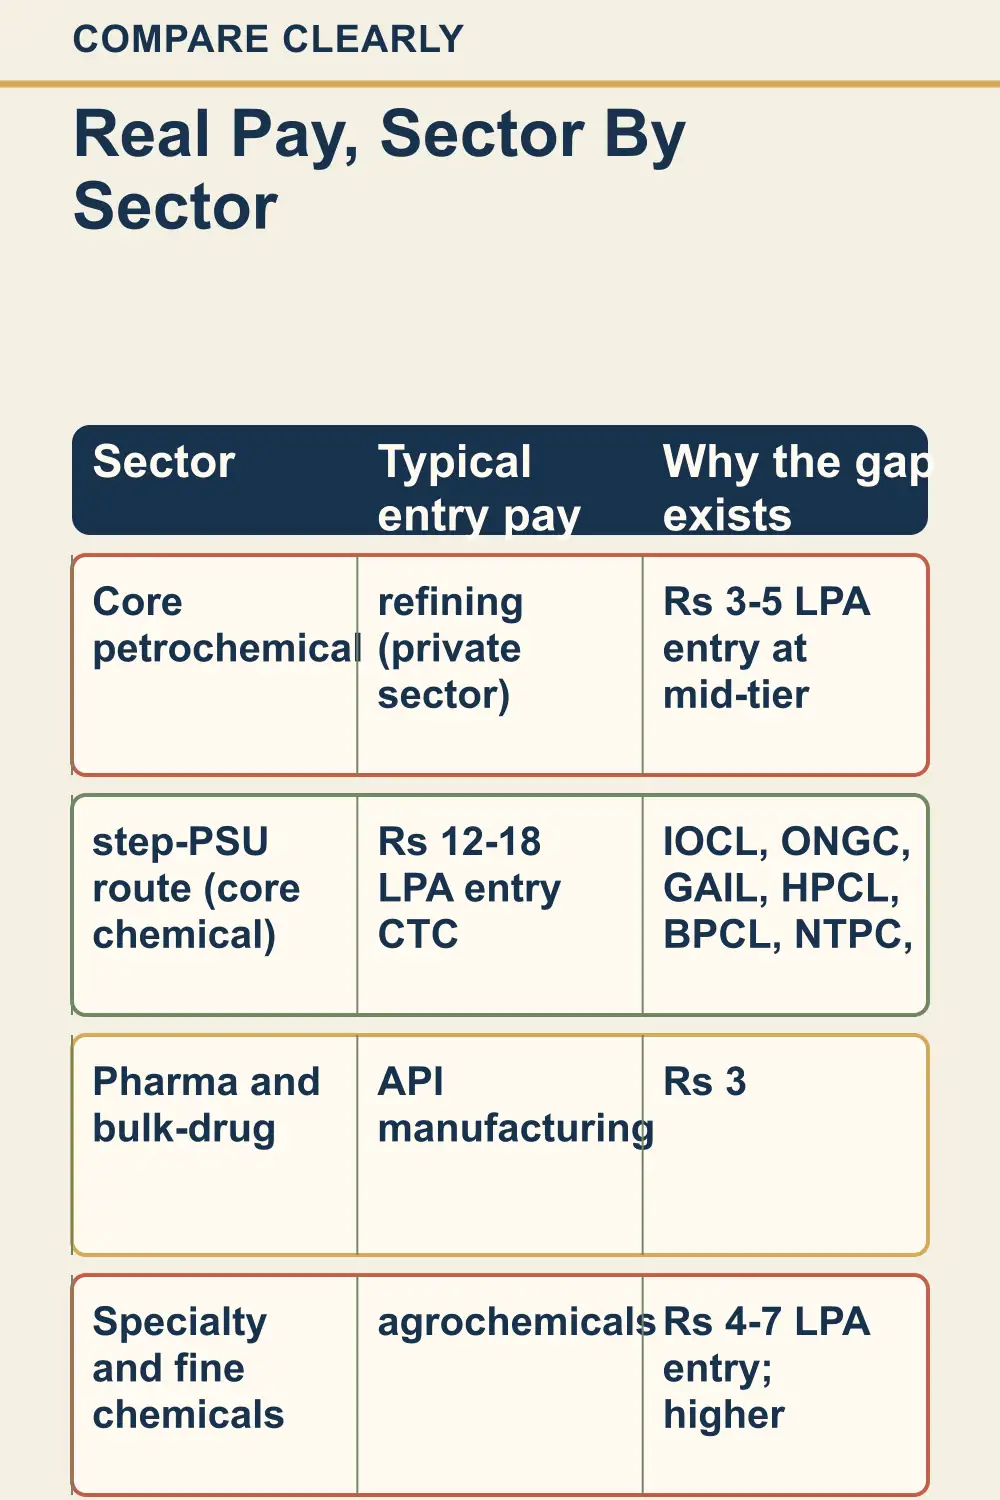 COMPARE CLEARLY
Real Pay, Sector By
Sector
Sector
Typical
entry pay
Why the gap
exists
Core
petrochemical
refining
(private
sector)
Rs 3-5 LPA
entry at
mid-tier
step-PSU
route (core
chemical)
Rs 12-18
LPA entry
CTC
IOCL, ONGC,
GAIL, HPCL,
BPCL, NTPC,
Pharma and
bulk-drug
API
manufacturing
Rs 3
Specialty
and fine
chemicals
agrochemicals
Rs 4-7 LPA
entry;
higher